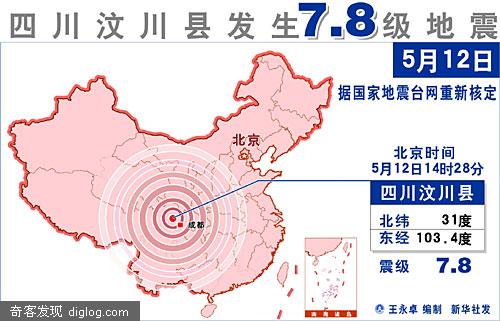 四川汶川县发生7.8级地震
5月12日
据国家地震台网重新核定
北京
北京时间
5月12日14时28分
四川汶川县
北纬 31度
东经 103.4度
震级 7.8
成都
南海诸岛
王永卓 编制 新华社发
奇客发现 diglog.com